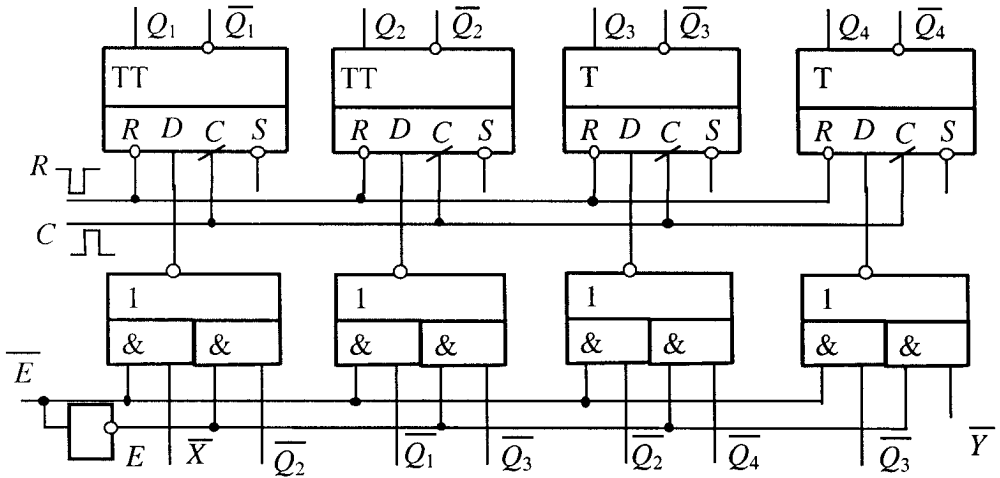 Q₁ Q̅₁ Q₂ Q̅₂ Q₃ Q̅₃ Q₄ Q̅₄
TT TT T T
R D C S R D C S R D C S R D C S
R
C
1 1 1 1
& & & & & & & &
E̅
E X̅ Q̅₂ Q̅₁ Q̅₃ Q̅₂ Q̅₄ Q̅₃ Y̅